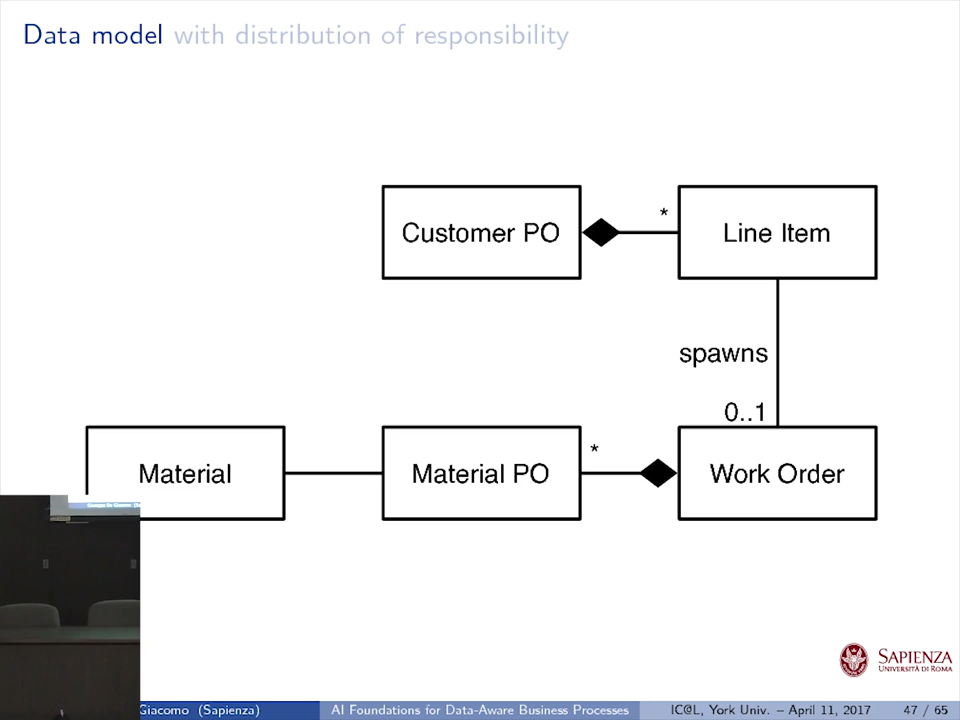 Data model with distribution of responsibility
Customer PO
*
Line Item
spawns
0..1
Material
Material PO
*
Work Order
SAPIENZA
UNIVERSITÀ DI ROMA
Giacomo (Sapienza)
AI Foundations for Data-Aware Business Processes
IC@L, York Univ. – April 11, 2017
47 / 65